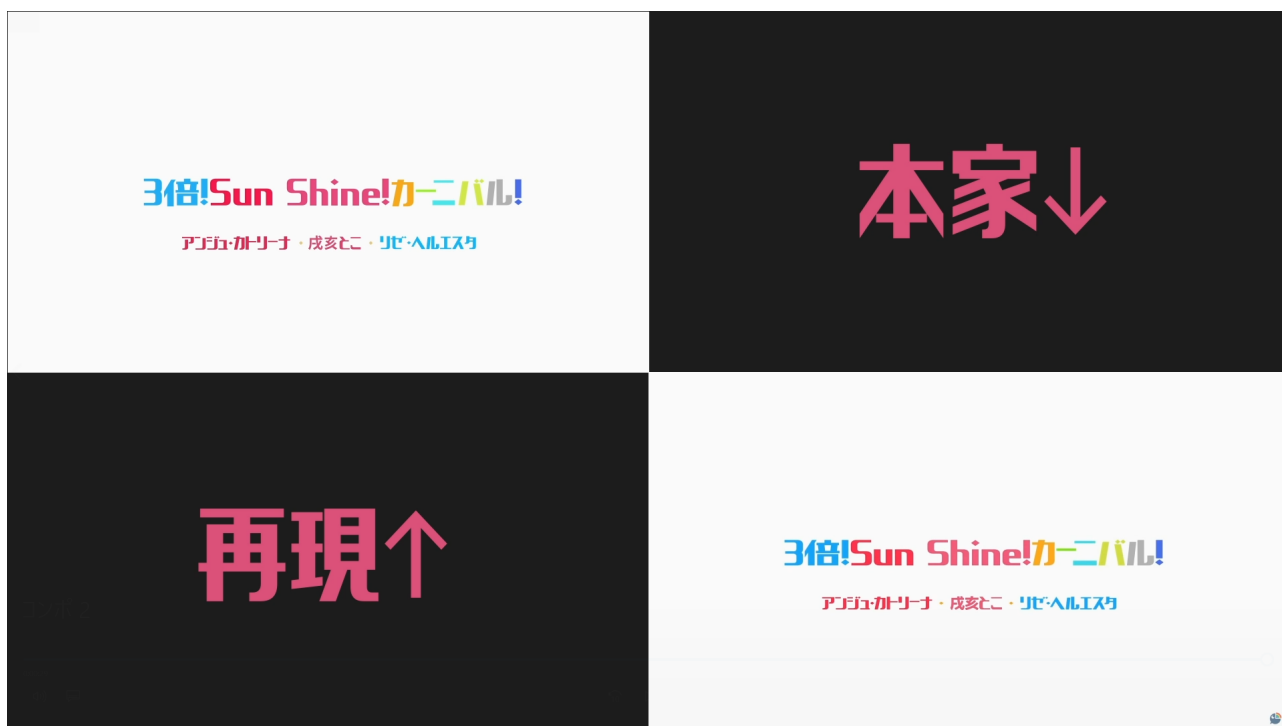 3倍!Sun Shine!カーニバル!
アンジュ・カトリーナ ・ 戌亥とこ ・ リゼ・ヘルエスタ
本家↓
再現↑
3倍!Sun Shine!カーニバル!
アンジュ・カトリーナ ・ 戌亥とこ ・ リゼ・ヘルエスタ